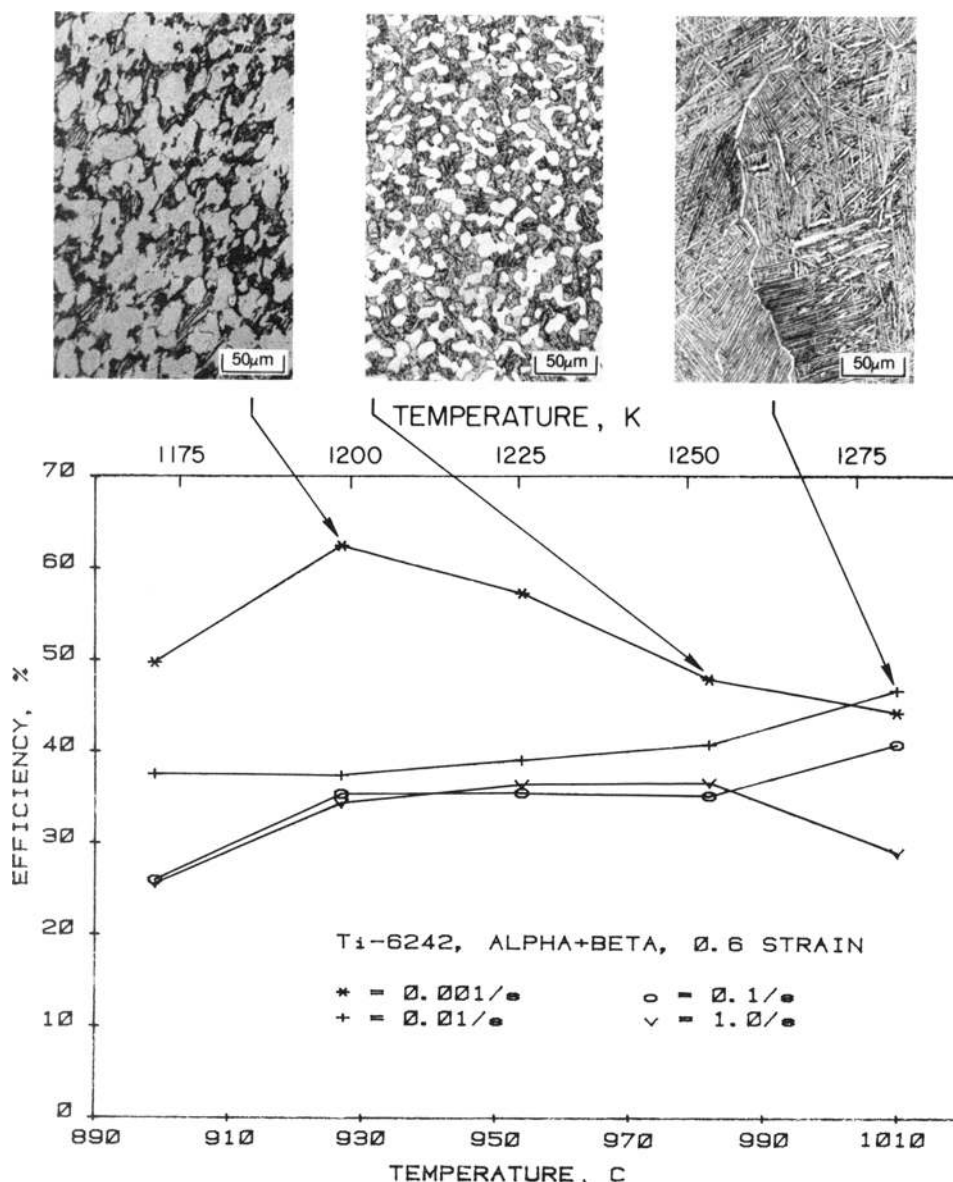 50μm
50μm
50μm
TEMPERATURE, K
1175 1200 1225 1250 1275
70
60
50
40
30
20
10
0
EFFICIENCY, %
Ti-6242, ALPHA+BETA, 0.6 STRAIN
* = 0.001/s o = 0.1/s
+ = 0.01/s v = 1.0/s
890 910 930 950 970 990 1010
TEMPERATURE, C